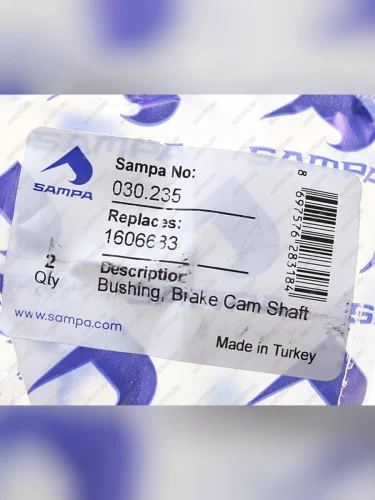 SAMPA
Sampa No:
030.235
Replaces:
1606633
2
Qty
Description
Bushing, Brake Cam Shaft
www.sampa.com
Made in Turkey
8 697576 283184
SAMPA